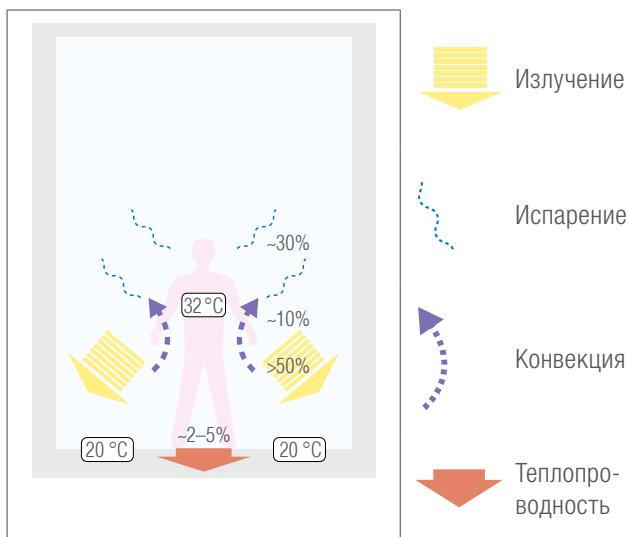 ~30%
32 °C
~10%
>50%
~2–5%
20 °C
20 °C
Излучение
Испарение
Конвекция
Теплопро-
водность